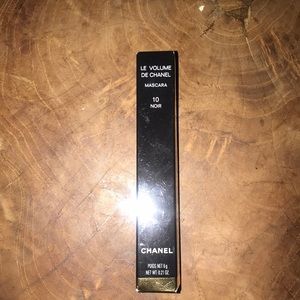 LE VOLUME
DE CHANEL
MASCARA
10
NOIR
CHANEL
POIDS NET 6g
NET WT 0.21 OZ